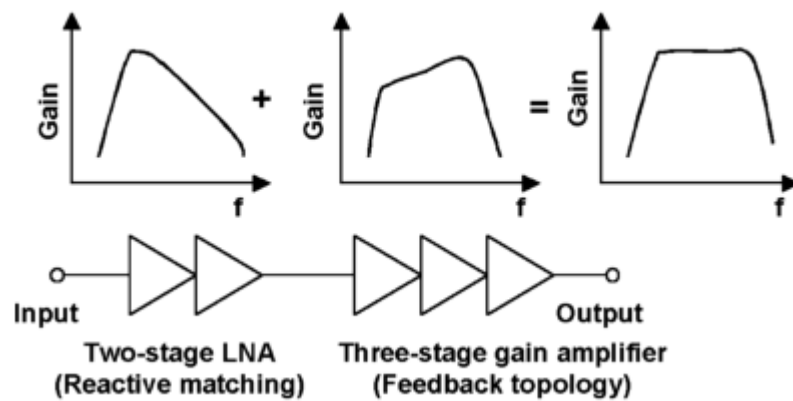 Gain
f
+
Gain
f
=
Gain
f
Input
Output
Two-stage LNA
(Reactive matching)
Three-stage gain amplifier
(Feedback topology)